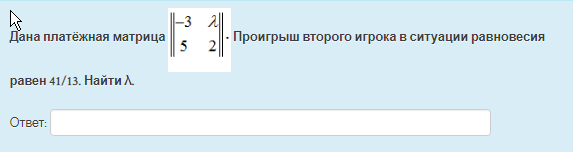 Дана платёжная матрица ||-3 λ
5 2||. Проигрыш второго игрока в ситуации равновесия
равен 41/13. Найти λ.
Ответ: